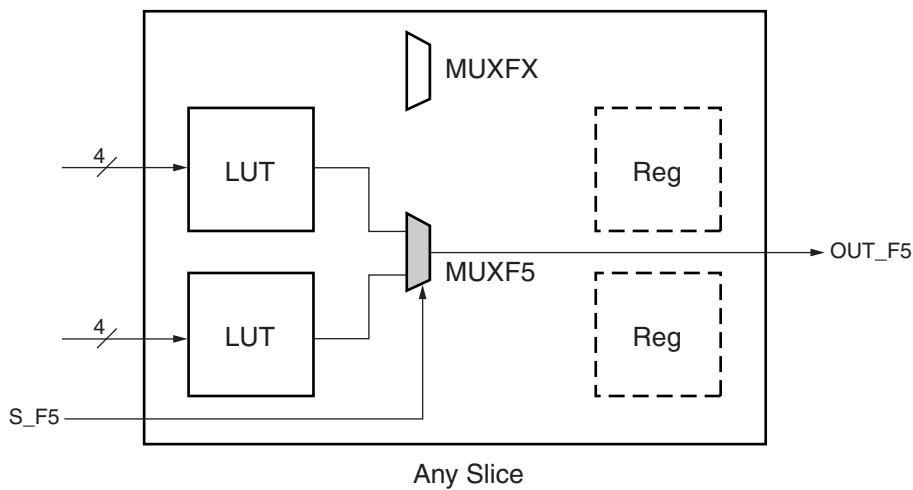 MUXFX
4
LUT
Reg
MUXF5
OUT_F5
4
LUT
Reg
S_F5
Any Slice